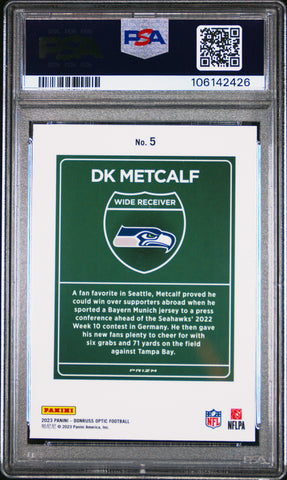 PSA
106142426
No. 5
DK METCALF
WIDE RECEIVER
A fan favorite in Seattle, Metcalf proved he
could win over supporters abroad when he
sported a Bayern Munich jersey to a press
conference ahead of the Seahawks' 2022
Week 10 contest in Germany. He then gave
his new fans plenty to cheer for with
six grabs and 71 yards on the field
against Tampa Bay.
PRIZM
PANINI
2023 PANINI - DONRUSS OPTIC FOOTBALL
© 2023 Panini America, Inc.
NFL
NFLPA